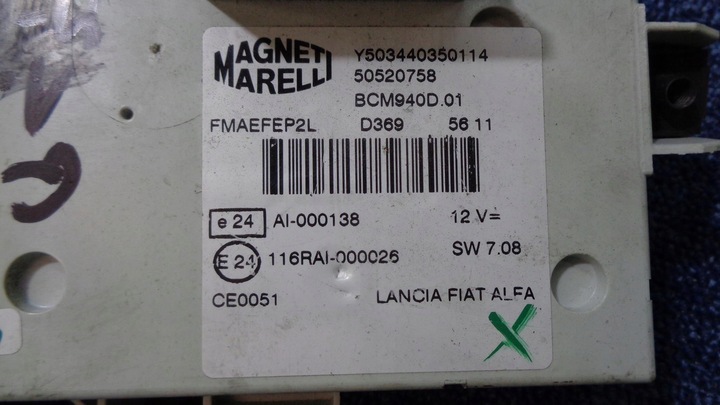 MAGNETI
MARELLI
Y503440350114
50520758
BCM940D.01
FMAEFEP2L D369 56 11
e 24 AI-000138 12 V=
E 24 116RAI-000026 SW 7.08
CE0051 LANCIA FIAT ALFA